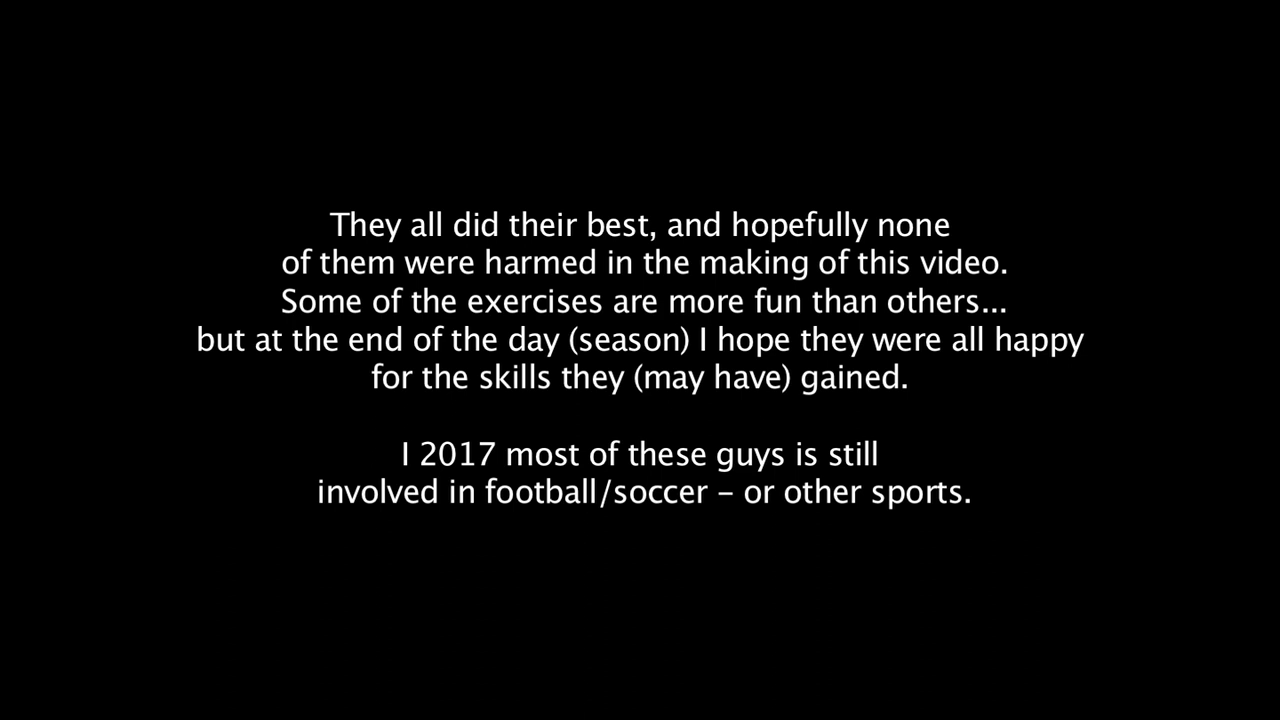 They all did their best, and hopefully none
of them were harmed in the making of this video.
Some of the exercises are more fun than others...
but at the end of the day (season) I hope they were all happy
for the skills they (may have) gained.
I 2017 most of these guys is still
involved in football/soccer – or other sports.